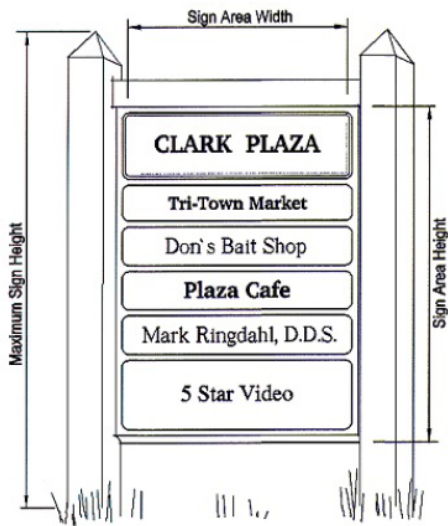 Sign Area Width
CLARK PLAZA
Tri-Town Market
Don's Bait Shop
Plaza Cafe
Mark Ringdahl, D.D.S.
5 Star Video
Maximum Sign Height
Sign Area Height